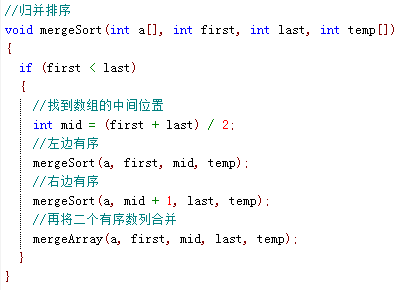 //归并排序
void mergeSort(int a[], int first, int last, int temp[])
{
if (first < last)
{
//找到数组的中间位置
int mid = (first + last) / 2;
//左边有序
mergeSort(a, first, mid, temp);
//右边有序
mergeSort(a, mid + 1, last, temp);
//再将二个有序数列合并
mergeArray(a, first, mid, last, temp);
}
}